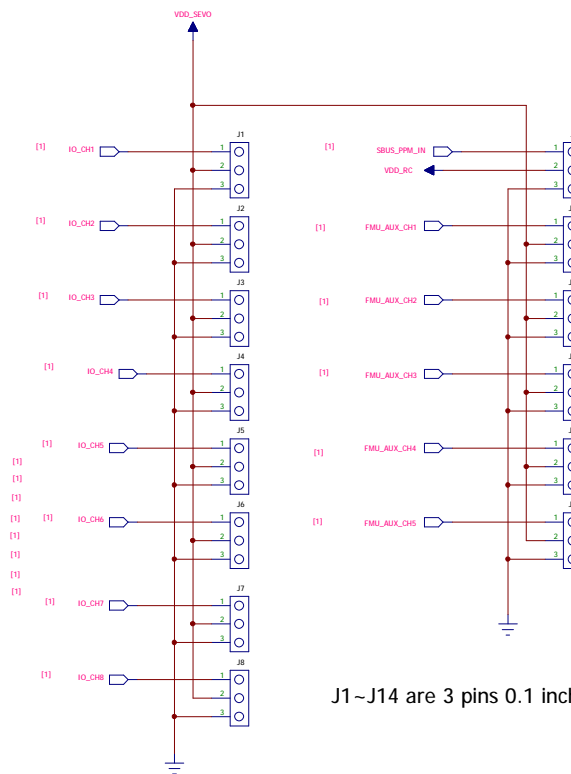 VDD_SEVO
J1
[1] IO_CH1 1
2
3
J2
[1] IO_CH2 1
2
3
J3
[1] IO_CH3 1
2
3
J4
[1] IO_CH4 1
2
3
J5
[1] IO_CH5 1
[1]
2
[1]
3
[1]
J6
[1] [1] IO_CH6 1
[1]
2
[1]
3
[1]
[1]
J7
[1] IO_CH7 1
2
3
J8
[1] IO_CH8 1
2
3
J
[1] SBUS_PPM_IN 1
VDD_RC 2
3
J
[1] FMU_AUX_CH1 1
2
3
J
[1] FMU_AUX_CH2 1
2
3
J
[1] FMU_AUX_CH3 1
2
3
J
[1] FMU_AUX_CH4 1
2
3
J
[1] FMU_AUX_CH5 1
2
3
J1~J14 are 3 pins 0.1